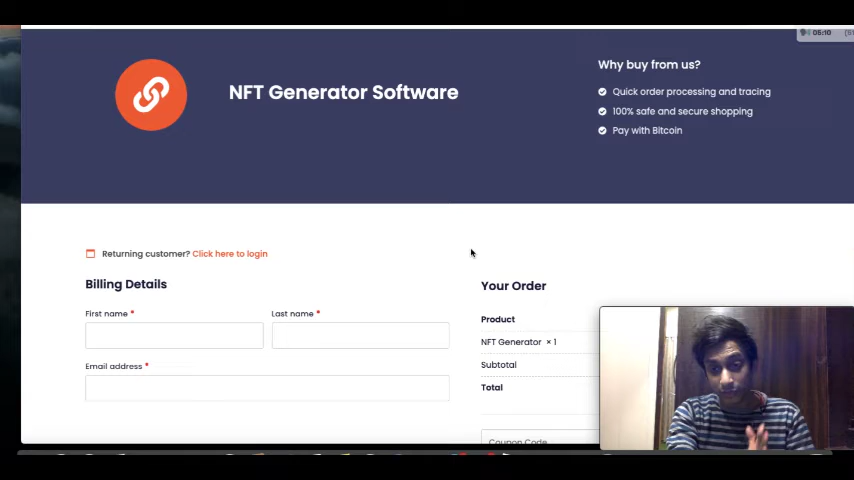 05:10
NFT Generator Software
Why buy from us?
Quick order processing and tracing
100% safe and secure shopping
Pay with Bitcoin
Returning customer? Click here to login
Billing Details
First name *
Last name *
Email address *
Your Order
Product
NFT Generator × 1
Subtotal
Total
Coupon Code